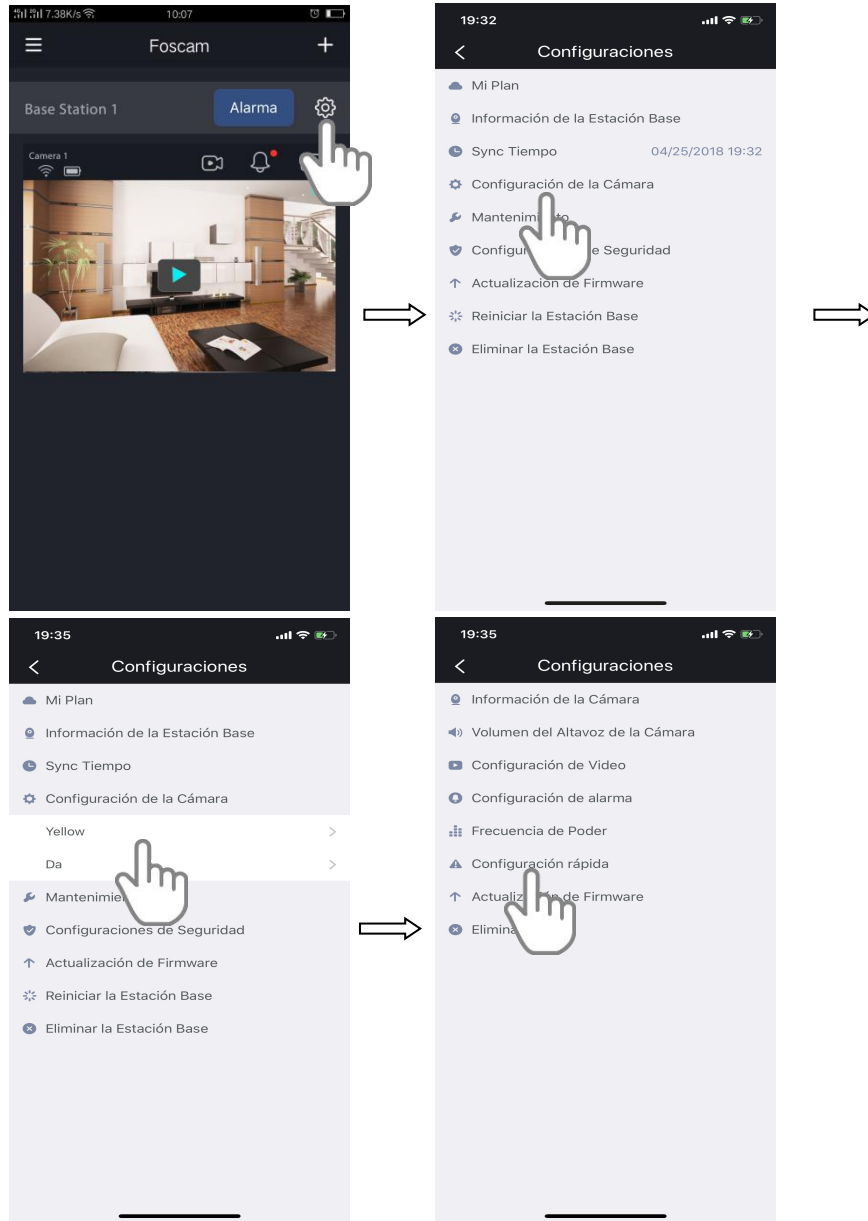 7.38K/s 10:07
Foscam
Base Station 1 Alarma
Camera 1
19:32
Configuraciones
Mi Plan
Información de la Estación Base
Sync Tiempo 04/25/2018 19:32
Configuración de la Cámara
Seguridad
Actualización de Firmware
Reiniciar la Estación Base
Eliminar la Estación Base
19:35
Configuraciones
Mi Plan
Información de la Estación Base
Sync Tiempo
Configuración de la Cámara
Yellow
Da
Configuraciones de Seguridad
Actualización de Firmware
Reiniciar la Estación Base
Eliminar la Estación Base
19:35
Configuraciones
Información de la Cámara
Volumen del Altavoz de la Cámara
Configuración de Video
Configuración de alarma
Frecuencia de Poder
Configuración rápida
de Firmware